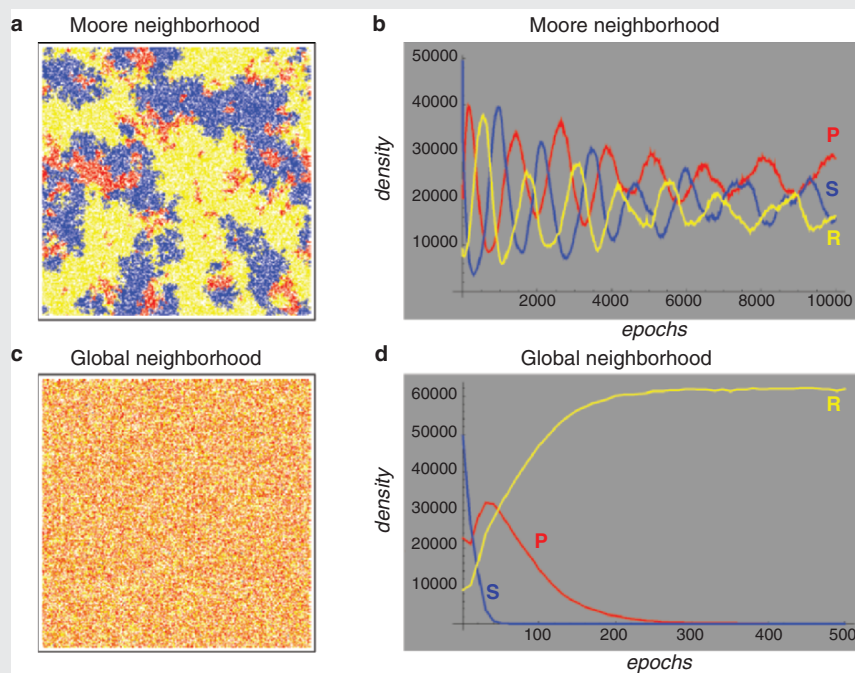 a Moore neighborhood
b Moore neighborhood
50000
40000
30000
20000
10000
density
P
S
R
2000 4000 6000 8000 10000
epochs
c Global neighborhood
d Global neighborhood
60000
50000
40000
30000
20000
10000
density
R
P
S
100 200 300 400 500
epochs